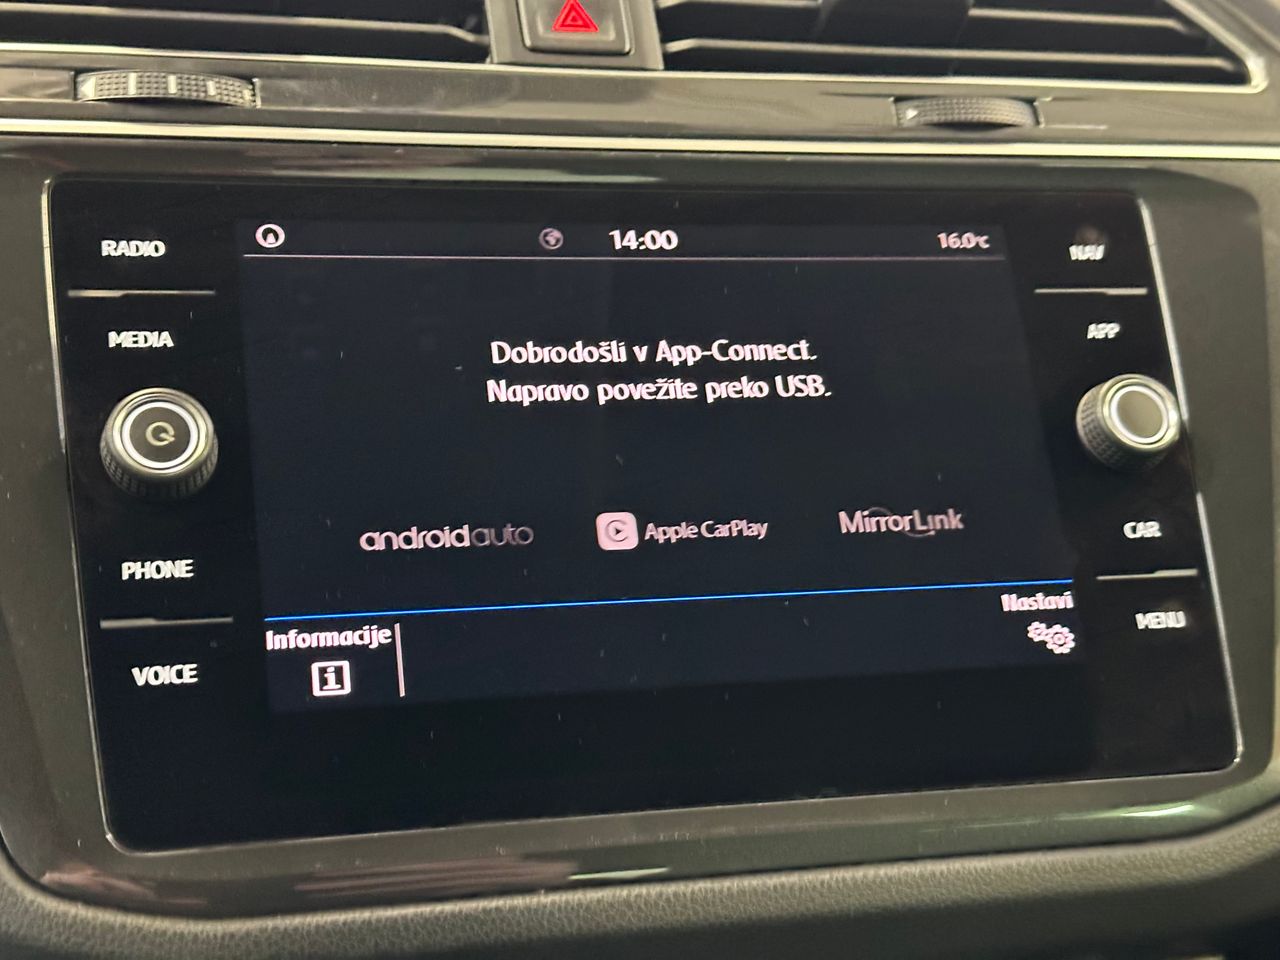 RADIO
14:00
16.0°C
NAV
MEDIA
APP
Dobrodošli v App-Connect.
Napravo povežite preko USB.
androidauto
Apple CarPlay
MirrorLink
PHONE
CAR
Informacije
Nastavi
VOICE
MENU